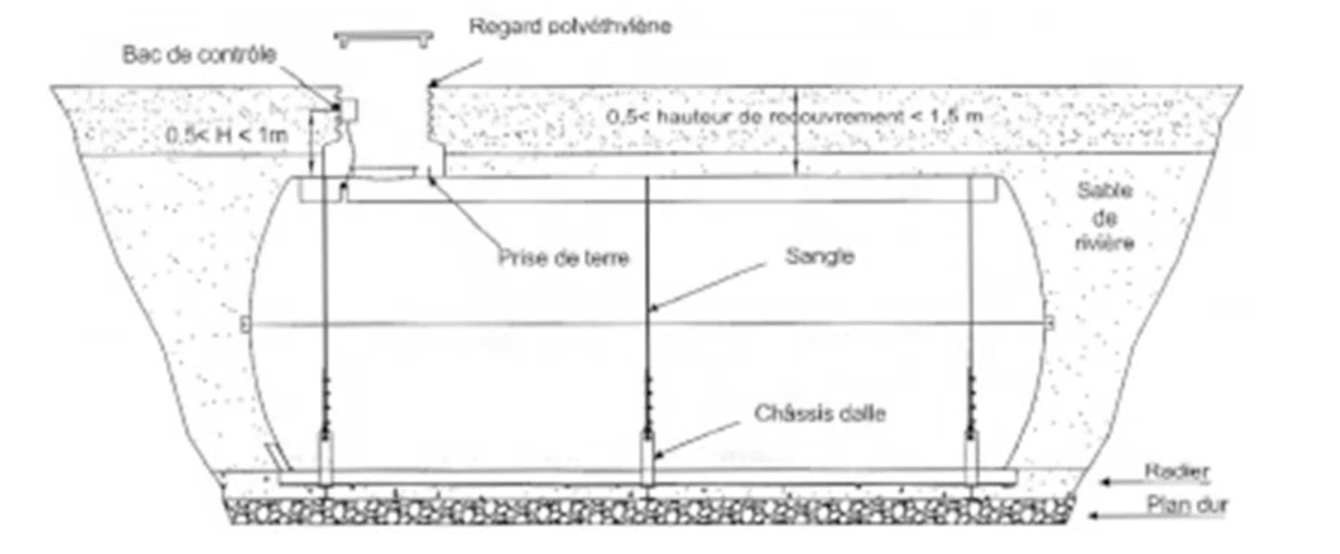 Regard polyéthylène
Bac de contrôle
0,5< hauteur de recouvrement < 1,5 m
0,5< H < 1m
Sable
de
rivière
Prise de terre
Sangle
Châssis dalle
Radier
Plan dur